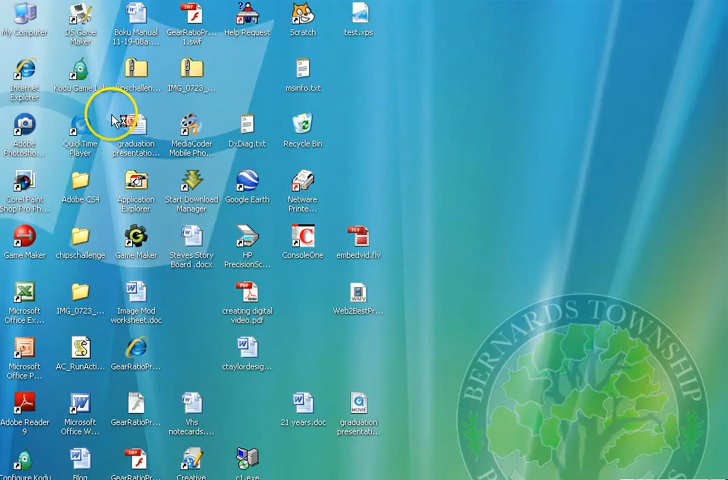 My Computer
DS Game
Maker
Boku Manual
11-19-08a....
GearRatioPr...
1.swf
Help Request
Scratch
test.xps
Internet
Explorer
Kodu Game Lab
chipschallen...
IMG_0723_...
msinfo.txt
Adobe
Photosho...
QuickTime
Player
graduation
presentatio...
MediaCoder
Mobile Pho...
DxDiag.txt
Recycle Bin
Corel Paint
Shop Pro Ph...
Adobe CS4
Application
Explorer
Start Download
Manager
Google Earth
Netware
Printe...
Game Maker
chipschallenge
Game Maker
Steves Story
Board .docx
HP
PrecisionSc...
ConsoleOne
embedvid.flv
Microsoft
Office Ex...
IMG_0723_...
Image Mod
worksheet.doc
creating digital
video.pdf
Web2BestPr...
Microsoft
Office P...
AC_RunActi...
GearRatioPr...
ctaylordesig...
Adobe Reader
9
Microsoft
Office W...
GearRatioPr...
Vhs
notecards....
21 years.doc
graduation
presentati...
Configure Kodu
Blog
GearRatioPr...
Creative
c1.exe
BERNARDS TOWNSHIP